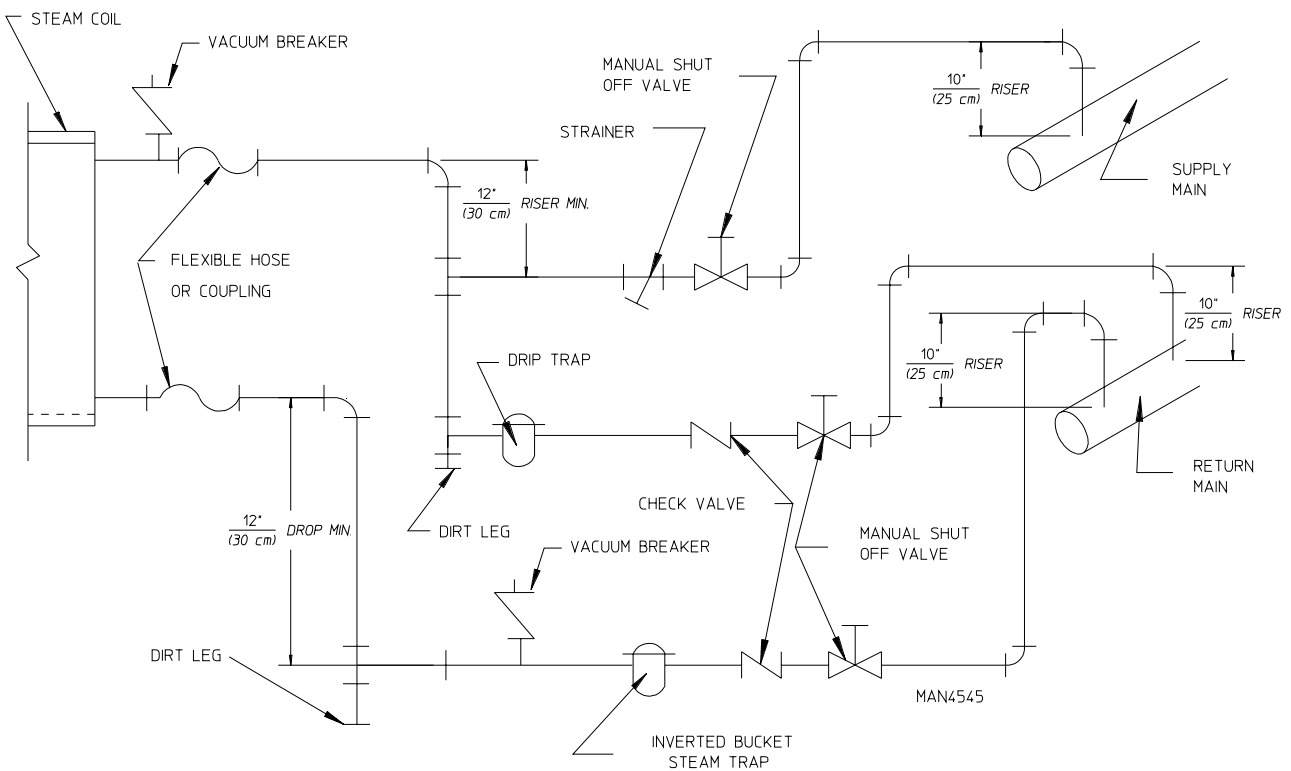 STEAM COIL
VACUUM BREAKER
MANUAL SHUT
OFF VALVE
10"
(25 cm) RISER
STRAINER
SUPPLY
MAIN
12"
(30 cm) RISER MIN.
FLEXIBLE HOSE
OR COUPLING
10"
(25 cm) RISER
10"
(25 cm) RISER
DRIP TRAP
RETURN
MAIN
CHECK VALVE
12"
(30 cm) DROP MIN.
DIRT LEG
MANUAL SHUT
OFF VALVE
VACUUM BREAKER
DIRT LEG
MAN4545
INVERTED BUCKET
STEAM TRAP